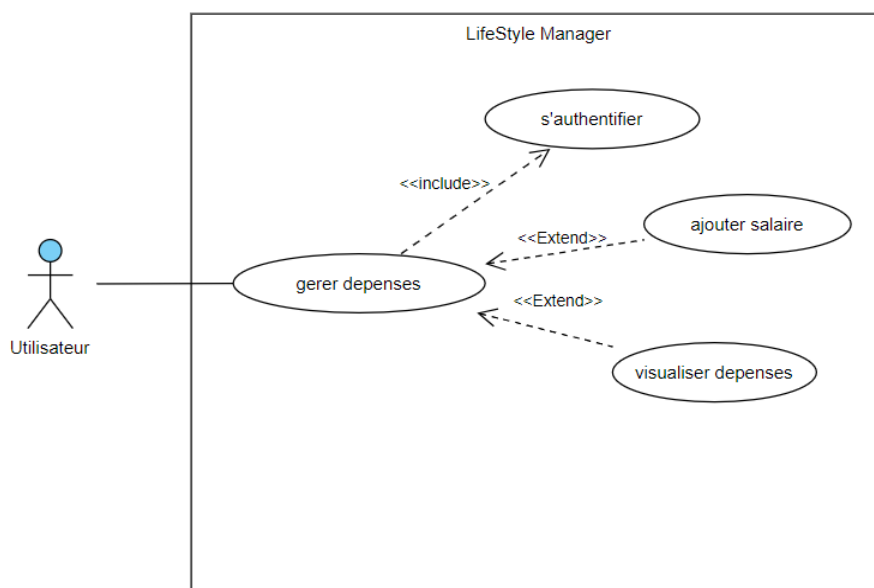 LifeStyle Manager
s'authentifier
<<include>>
ajouter salaire
<<Extend>>
gerer depenses
<<Extend>>
Utilisateur
visualiser depenses